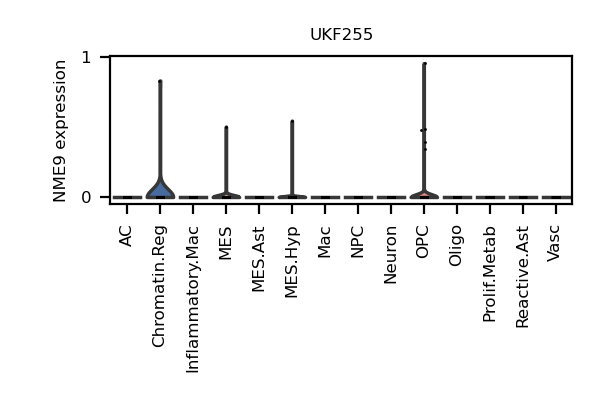 UKF255
NME9 expression
1
0
AC
Chromatin.Reg
Inflammatory.Mac
MES
MES.Ast
MES.Hyp
Mac
NPC
Neuron
OPC
Oligo
Prolif.Metab
Reactive.Ast
Vasc